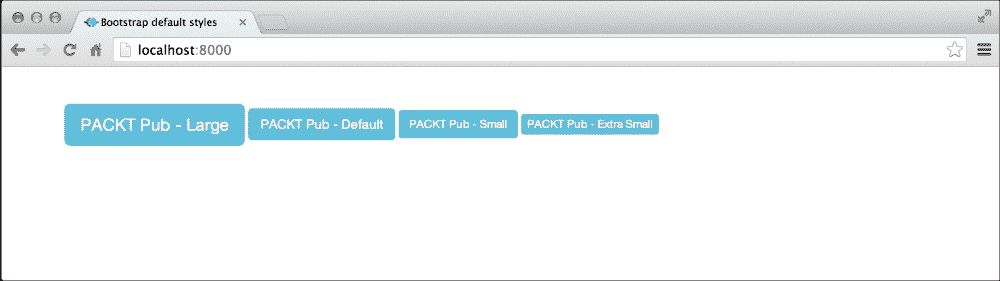 Bootstrap default styles
localhost:8000
PACKT Pub - Large PACKT Pub - Default PACKT Pub - Small PACKT Pub - Extra Small